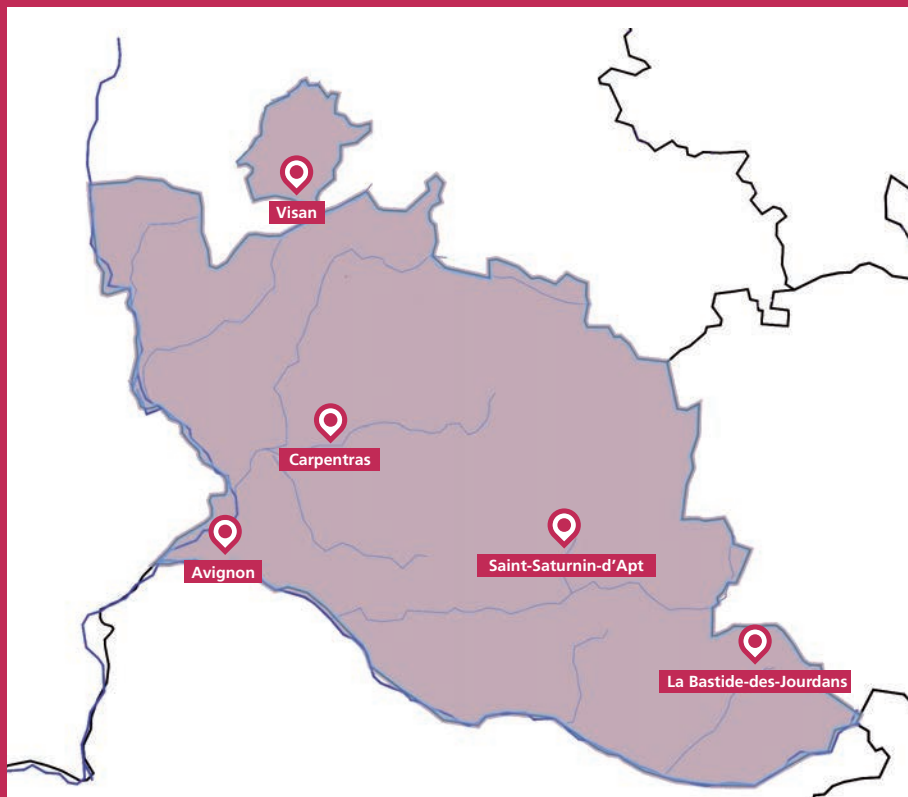 Visan
Carpentras
Avignon
Saint-Saturnin-d’Apt
La Bastide-des-Jourdans